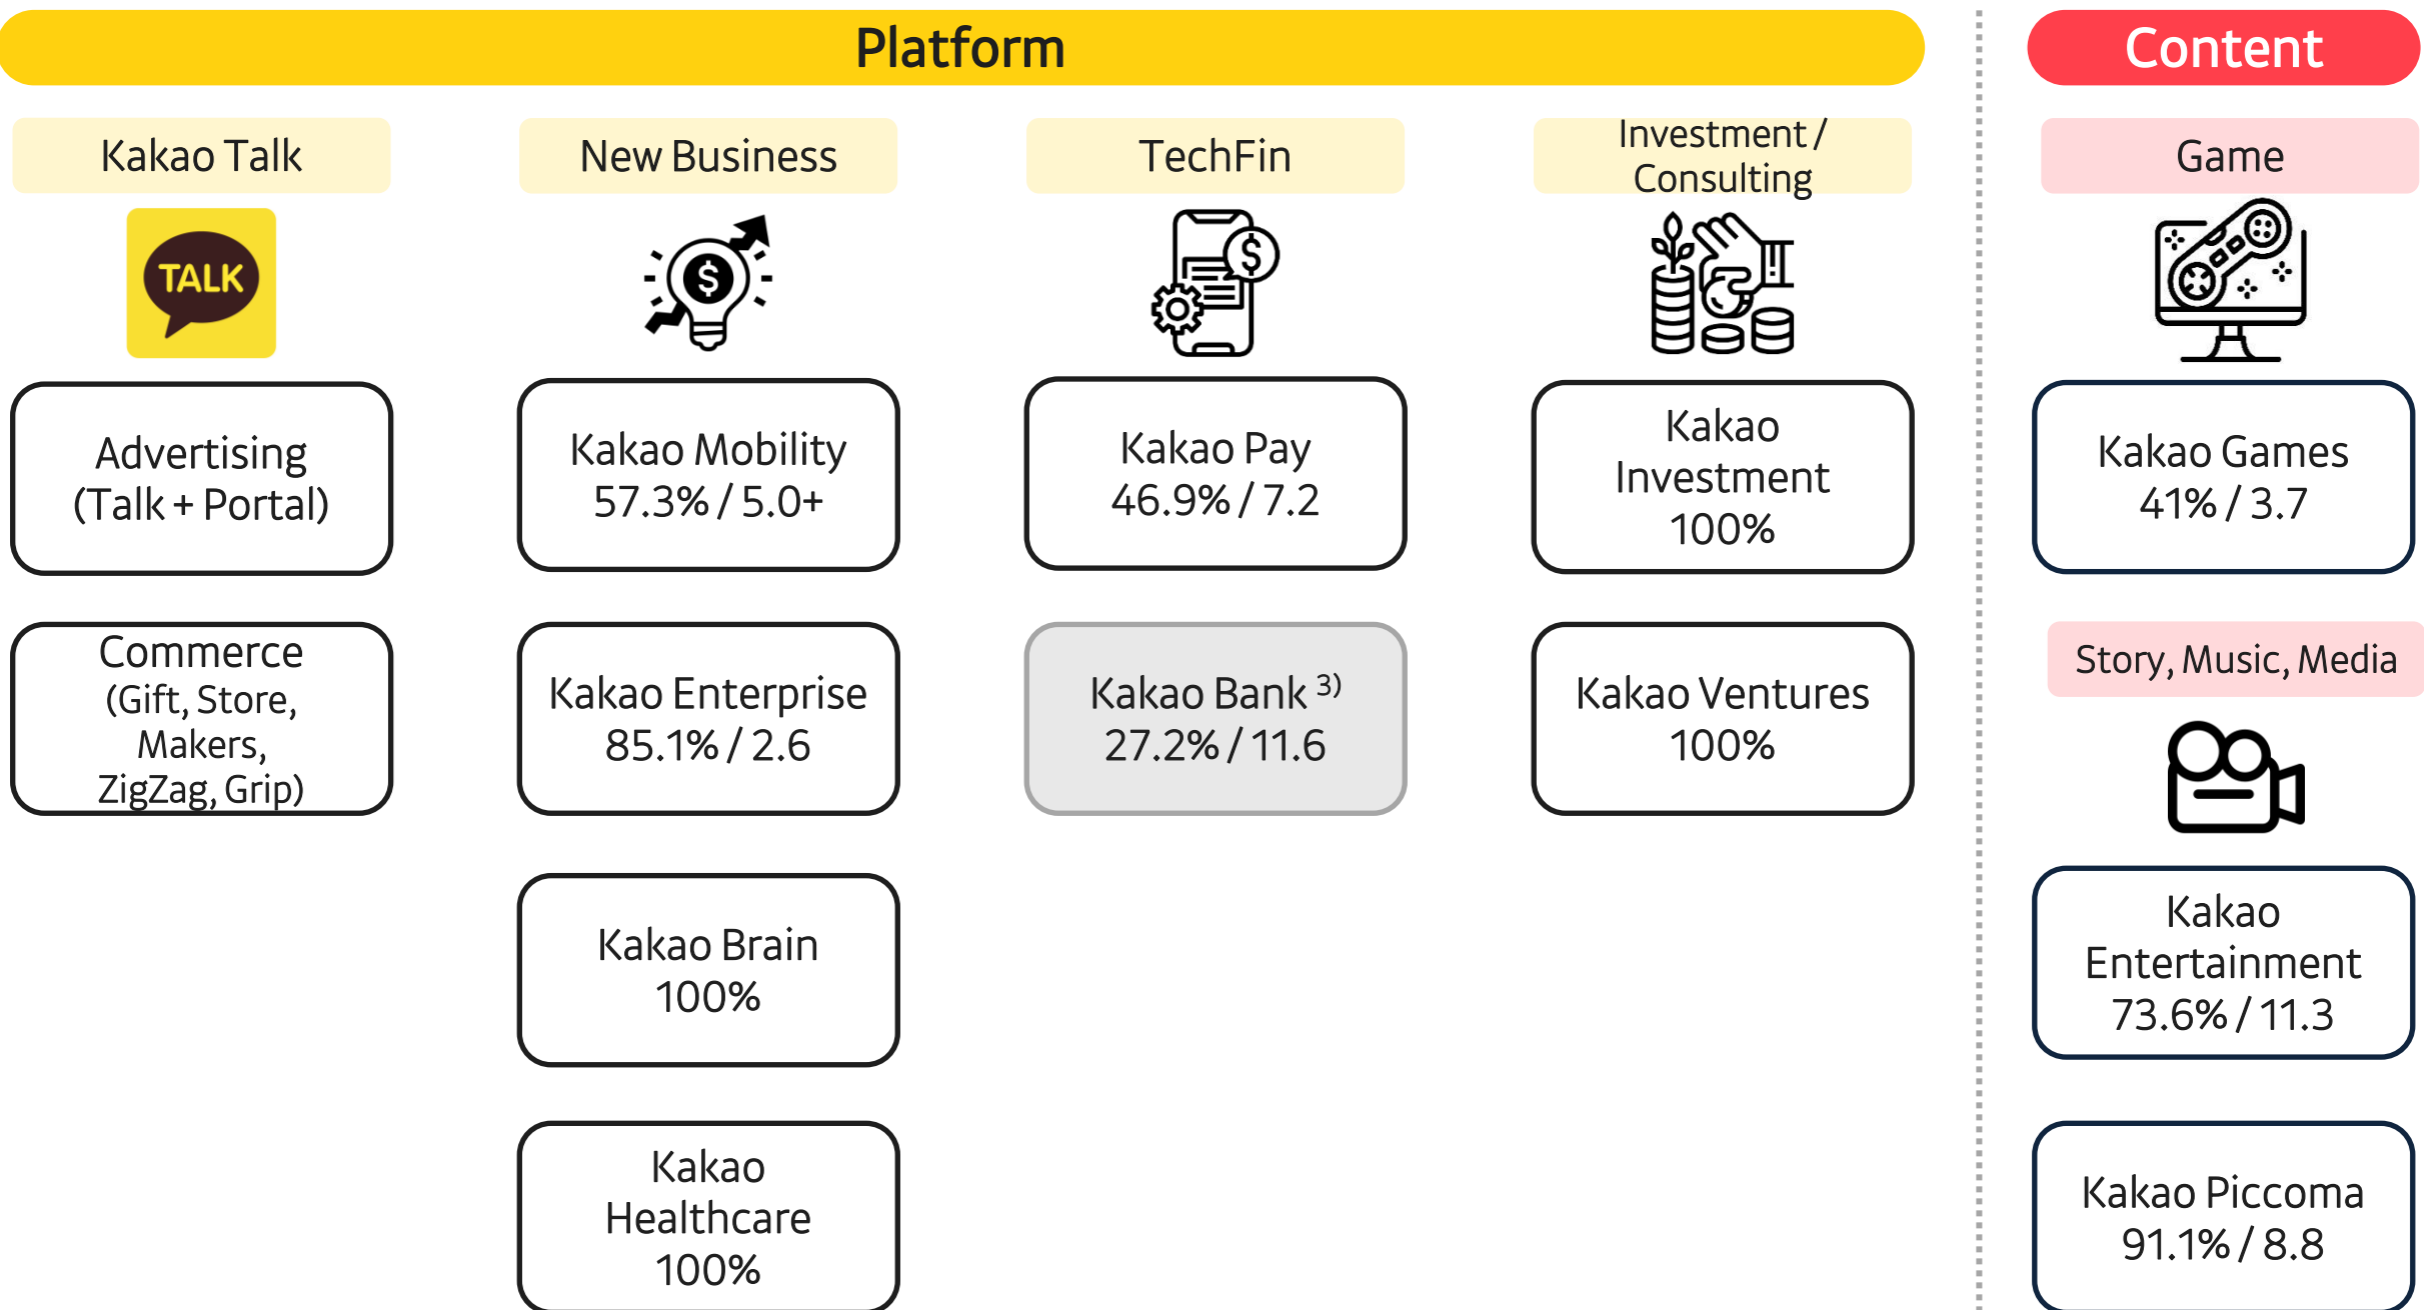 Platform
Content
Kakao Talk
TALK
Advertising
(Talk + Portal)
Commerce
(Gift, Store,
Makers,
ZigZag, Grip)
New Business
$
Kakao Mobility
57.3% / 5.0+
Kakao Enterprise
85.1% / 2.6
Kakao Brain
100%
Kakao
Healthcare
100%
TechFin
$
Kakao Pay
46.9% / 7.2
Kakao Bank 3)
27.2% / 11.6
Investment /
Consulting
Kakao
Investment
100%
Kakao Ventures
100%
Game
Kakao Games
41% / 3.7
Story, Music, Media
Kakao
Entertainment
73.6% / 11.3
Kakao Piccoma
91.1% / 8.8